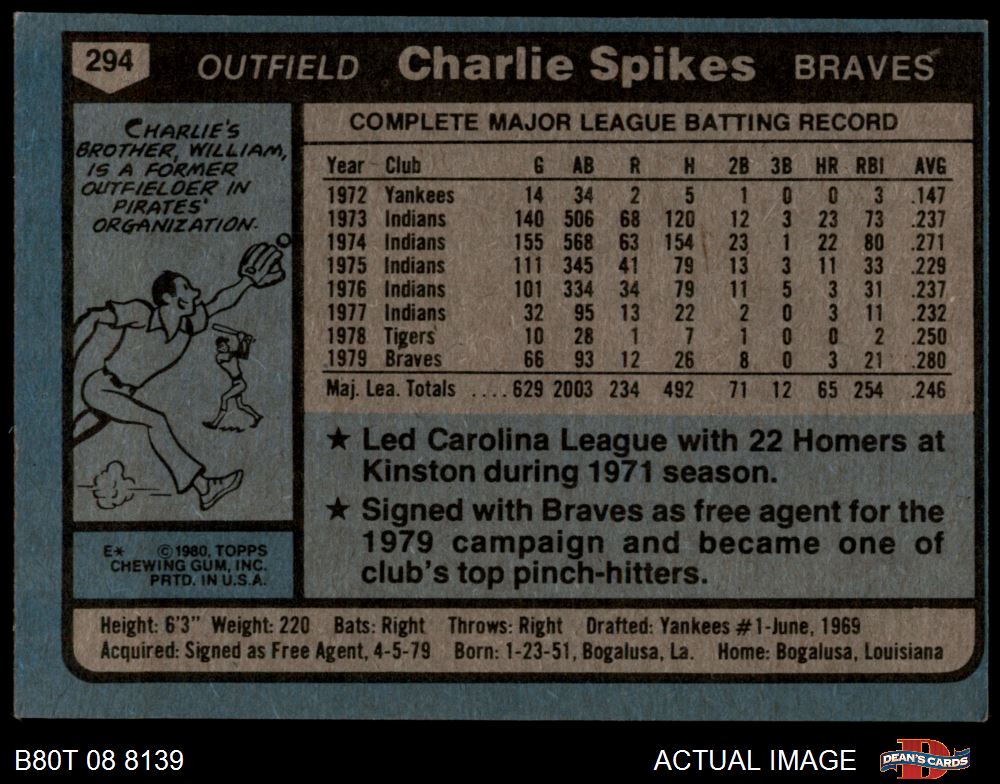 294 OUTFIELD Charlie Spikes BRAVES
CHARLIE'S
BROTHER, WILLIAM,
IS A FORMER
OUTFIELDER IN
PIRATES'
ORGANIZATION.
E* © 1980, TOPPS
CHEWING GUM, INC.
PRTD. IN U.S.A.
COMPLETE MAJOR LEAGUE BATTING RECORD
Year Club G AB R H 2B 3B HR RBI AVG
1972 Yankees 14 34 2 5 1 0 0 3 .147
1973 Indians 140 506 68 120 12 3 23 73 .237
1974 Indians 155 568 63 154 23 1 22 80 .271
1975 Indians 111 345 41 79 13 3 11 33 .229
1976 Indians 101 334 34 79 11 5 3 31 .237
1977 Indians 32 95 13 22 2 0 3 11 .232
1978 Tigers 10 28 1 7 1 0 0 2 .250
1979 Braves 66 93 12 26 8 0 3 21 .280
Maj. Lea. Totals .... 629 2003 234 492 71 12 65 254 .246
★ Led Carolina League with 22 Homers at
Kinston during 1971 season.
★ Signed with Braves as free agent for the
1979 campaign and became one of
club's top pinch-hitters.
Height: 6'3" Weight: 220 Bats: Right Throws: Right Drafted: Yankees #1-June, 1969
Acquired: Signed as Free Agent, 4-5-79 Born: 1-23-51, Bogalusa, La. Home: Bogalusa, Louisiana
B80T 08 8139 ACTUAL IMAGE D DEAN'S CARDS